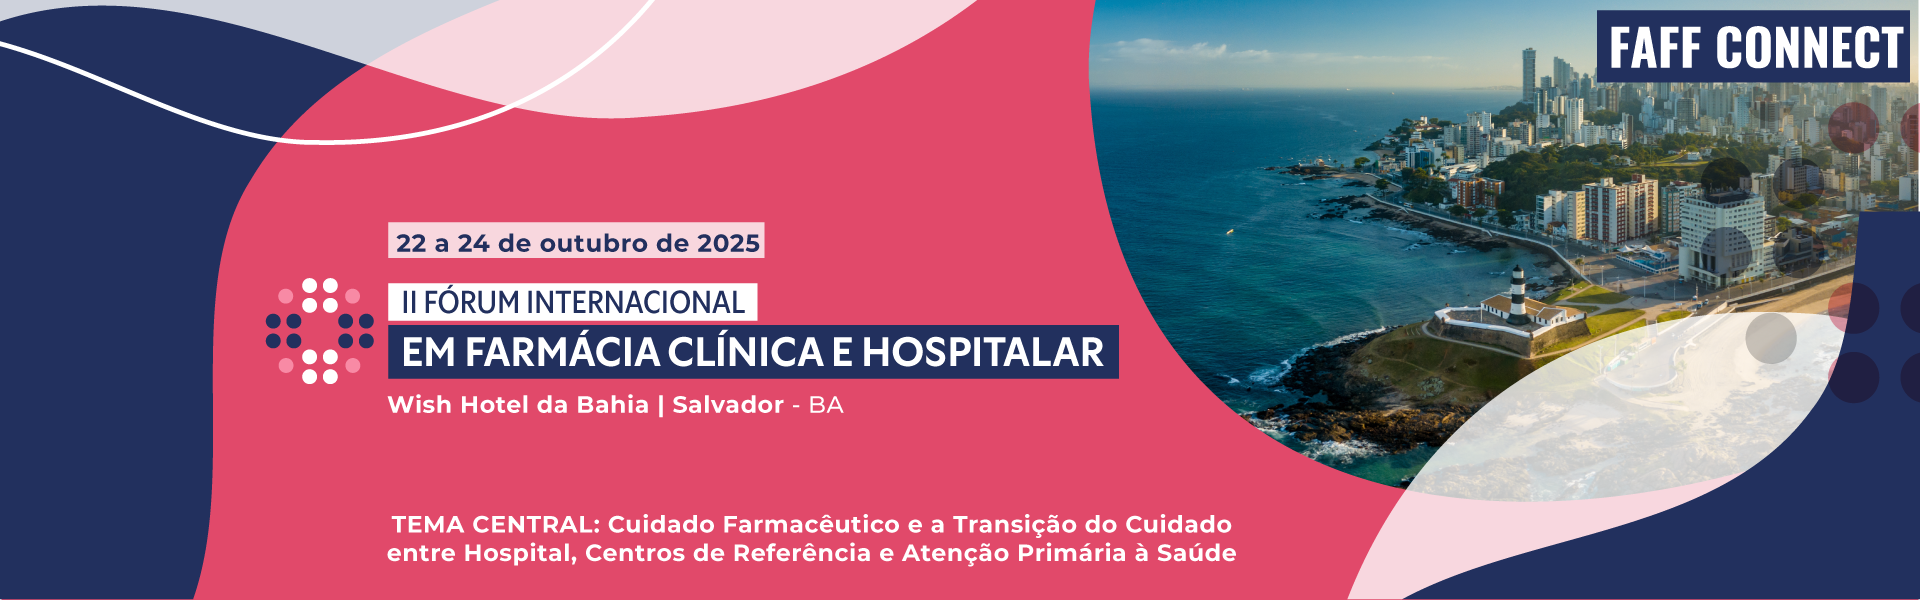 FAFF CONNECT
22 a 24 de outubro de 2025
II FÓRUM INTERNACIONAL
EM FARMÁCIA CLÍNICA E HOSPITALAR
Wish Hotel da Bahia | Salvador - BA
TEMA CENTRAL: Cuidado Farmacêutico e a Transição do Cuidado
entre Hospital, Centros de Referência e Atenção Primária à Saúde